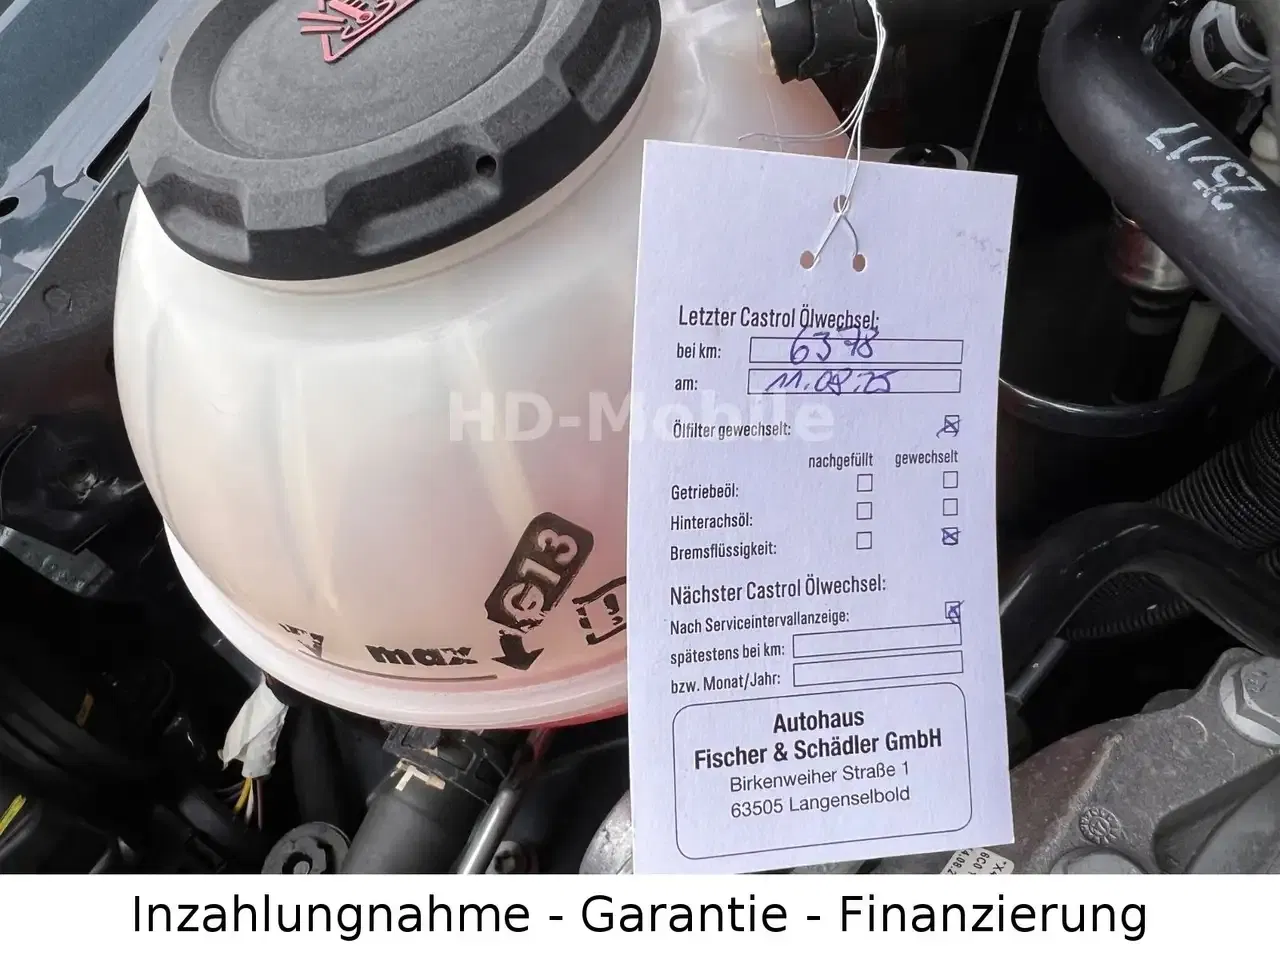 25/17
Letzter Castrol Ölwechsel:
bei km: 6378
am: 11.08.25
HD-Mobile
Ölfilter gewechselt:
nachgefüllt gewechselt
Getriebeöl:
Hinterachsöl:
Bremsflüssigkeit:
G13
max
Nächster Castrol Ölwechsel:
Nach Serviceintervallanzeige:
spätestens bei km:
bzw. Monat/Jahr:
Autohaus
Fischer & Schädler GmbH
Birkenweiher Straße 1
63505 Langenselbold
Inzahlungnahme - Garantie - Finanzierung